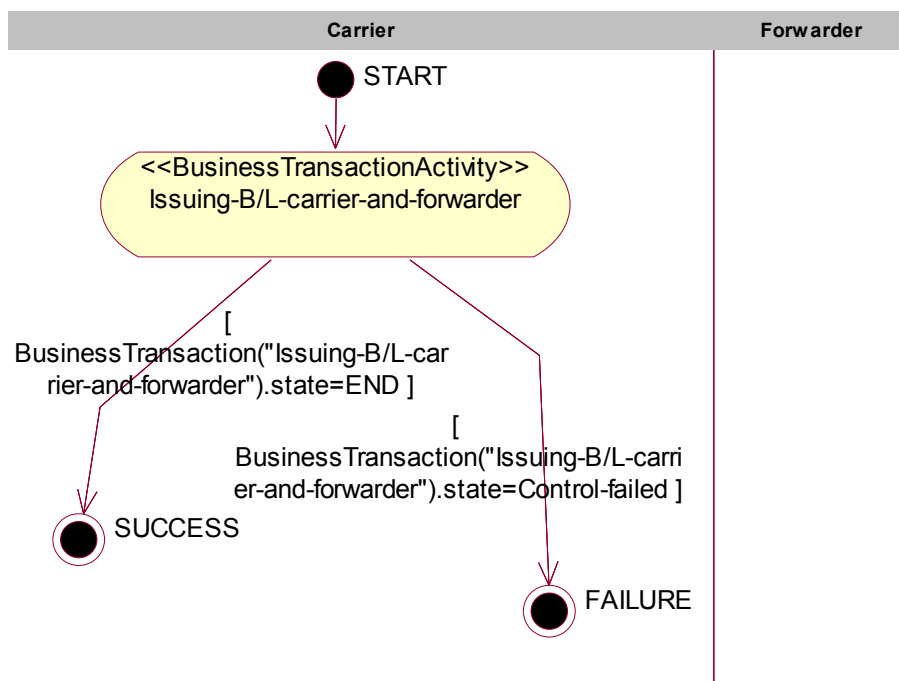 Carrier
Forwarder
START
<<BusinessTransactionActivity>>
Issuing-B/L-carrier-and-forwarder
[
BusinessTransaction("Issuing-B/L-car
rier-and-forwarder").state=END ]
[
BusinessTransaction("Issuing-B/L-carri
er-and-forwarder").state=Control-failed ]
SUCCESS
FAILURE